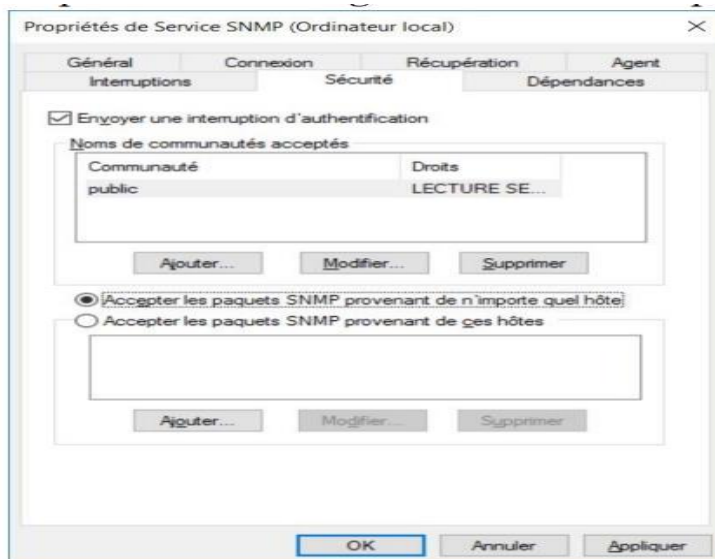 Propriétés de Service SNMP (Ordinateur local)
Général Connexion Récupération Agent
Interruptions Sécurité Dépendances
Envoyer une interruption d'authentification
Noms de communautés acceptés
Communauté Droits
public LECTURE SE...
Ajouter... Modifier... Supprimer
Accepter les paquets SNMP provenant de n'importe quel hôte
Accepter les paquets SNMP provenant de ces hôtes
Ajouter... Modifier... Supprimer
OK Annuler Appliquer